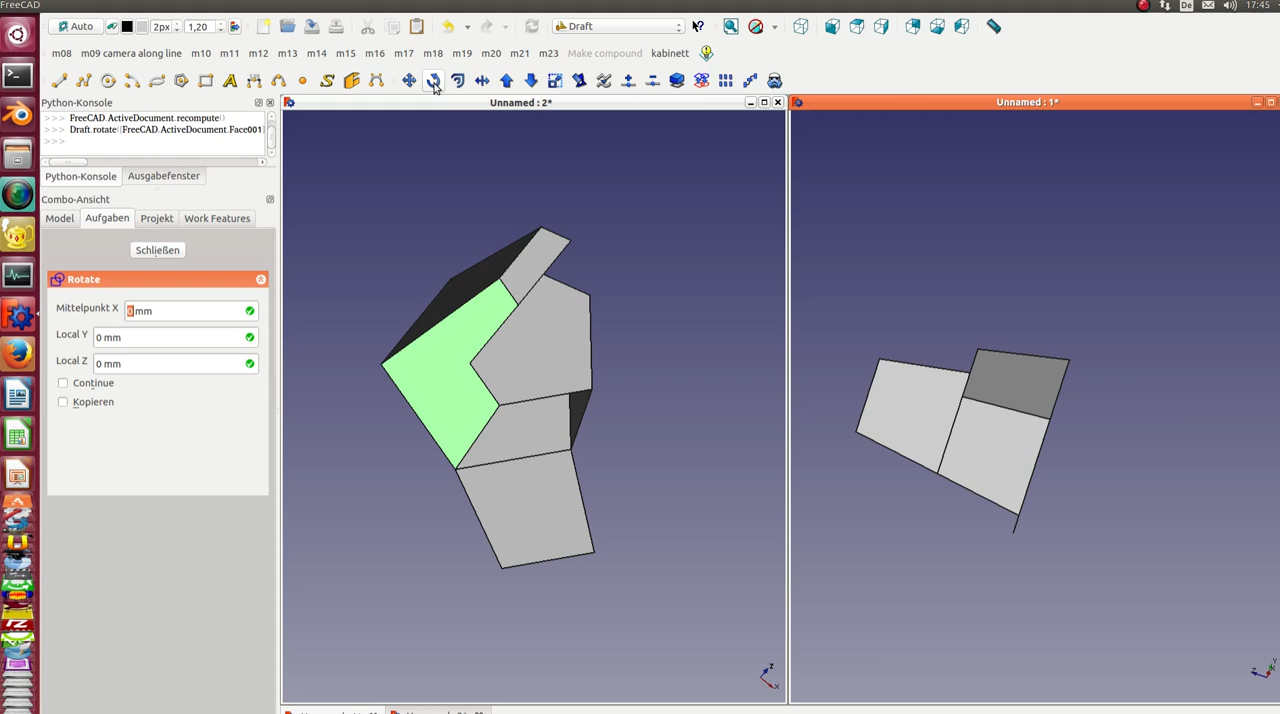 FreeCAD
De
17:45
Auto
2px
1,20
Draft
m08 m09 camera along line m10 m11 m12 m13 m14 m15 m16 m17 m18 m19 m20 m21 m23 Make compound kabinett
Python-Konsole
Unnamed : 2*
Unnamed : 1*
>>> FreeCAD.ActiveDocument.recompute()
>>> Draft.rotate([FreeCAD.ActiveDocument.Face001]
>>>
Python-Konsole Ausgabefenster
Combo-Ansicht
Model Aufgaben Projekt Work Features
Schließen
Rotate
Mittelpunkt X 0 mm
Local Y 0 mm
Local Z 0 mm
Continue
Kopieren
Z
X
Z
Y